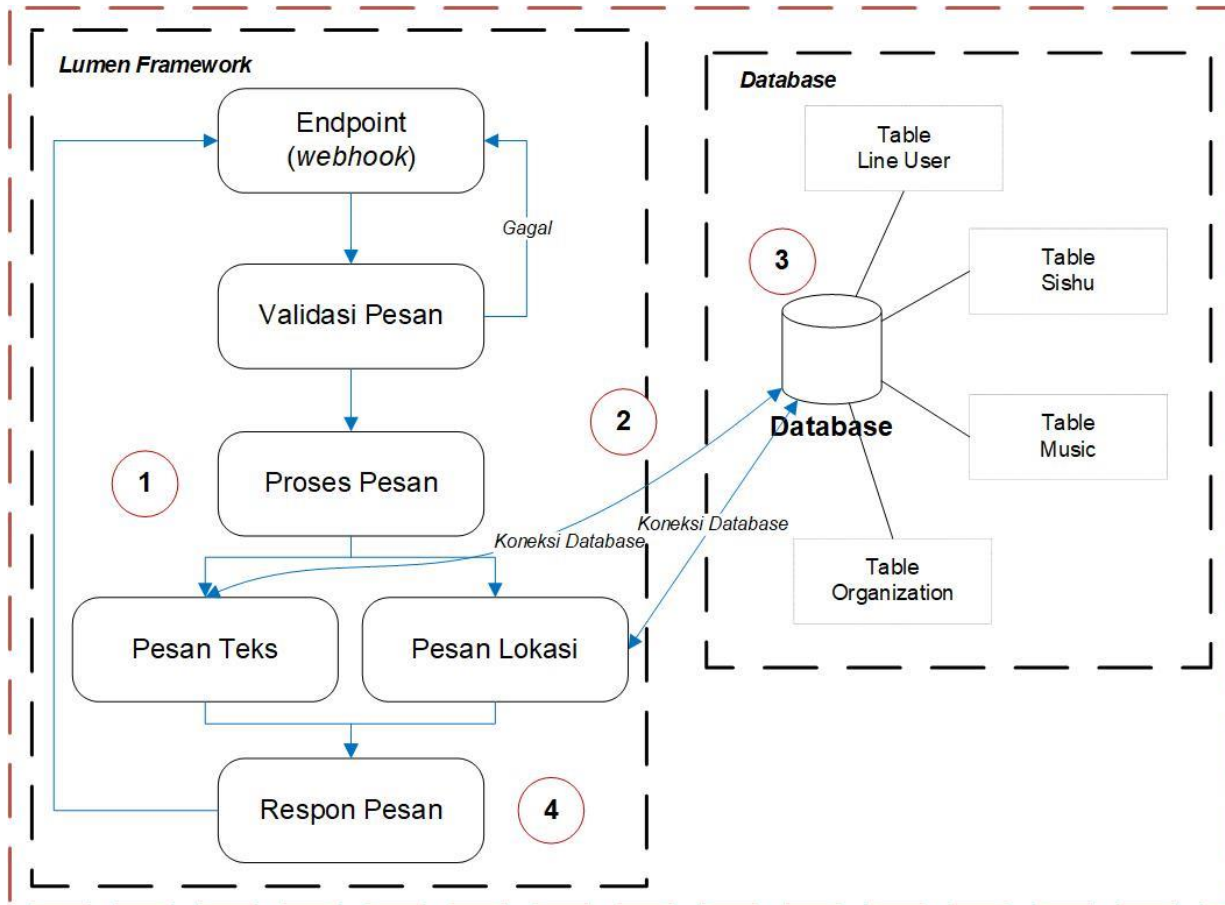 Lumen Framework
Endpoint
(webhook)
Gagal
Validasi Pesan
Proses Pesan
1
2
Koneksi Database
Koneksi Database
Pesan Teks
Pesan Lokasi
Respon Pesan
4
Database
Table
Line User
3
Table
Sishu
Database
Table
Music
Table
Organization